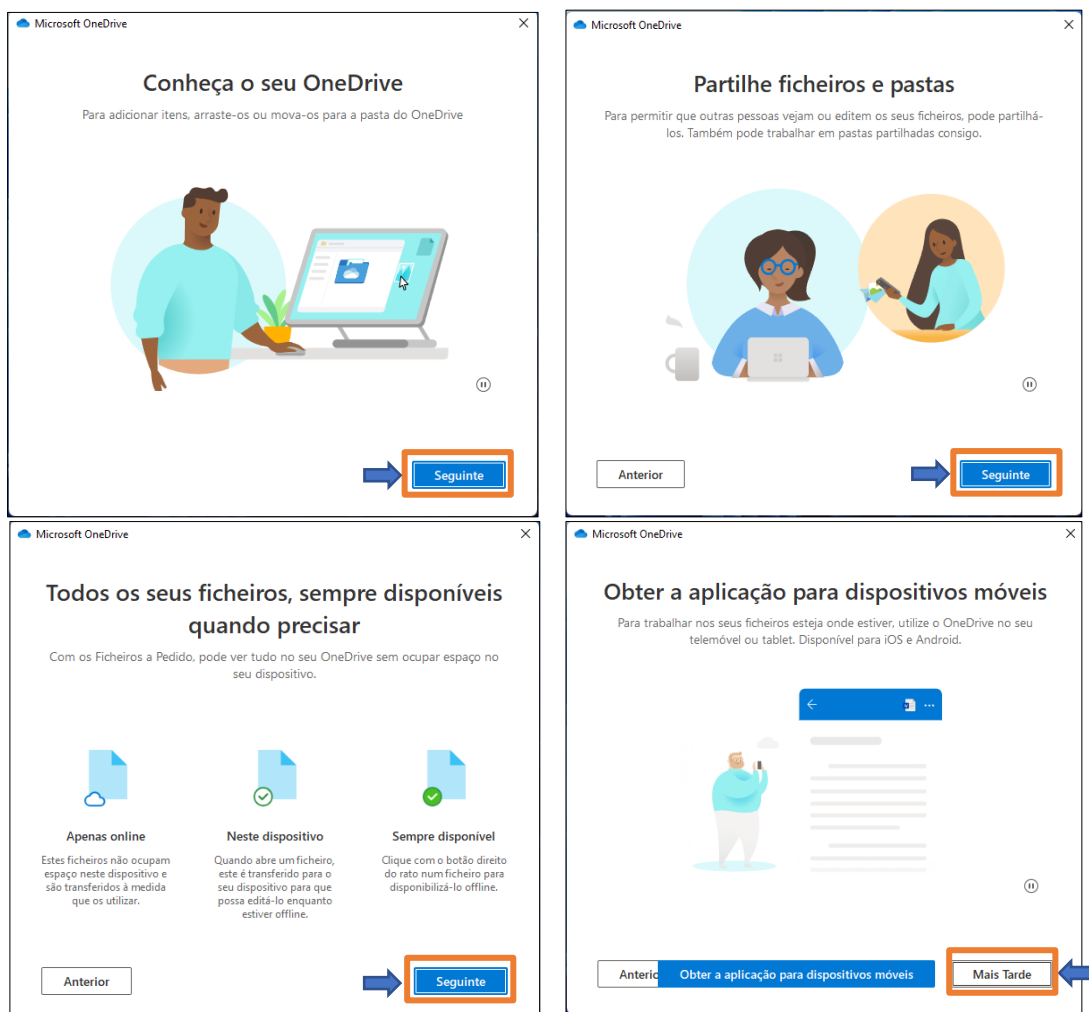 Microsoft OneDrive
Conheça o seu OneDrive
Para adicionar itens, arraste-os ou mova-os para a pasta do OneDrive
Seguinte
Microsoft OneDrive
Partilhe ficheiros e pastas
Para permitir que outras pessoas vejam ou editem os seus ficheiros, pode partilhá-
los. Também pode trabalhar em pastas partilhadas consigo.
Anterior
Seguinte
Microsoft OneDrive
Todos os seus ficheiros, sempre disponíveis
quando precisar
Com os Ficheiros a Pedido, pode ver tudo no seu OneDrive sem ocupar espaço no
seu dispositivo.
Apenas online
Estes ficheiros não ocupam
espaço neste dispositivo e
são transferidos à medida
que os utilizar.
Neste dispositivo
Quando abre um ficheiro,
este é transferido para o
seu dispositivo para que
possa editá-lo enquanto
estiver offline.
Sempre disponível
Clique com o botão direito
do rato num ficheiro para
disponibilizá-lo offline.
Anterior
Seguinte
Microsoft OneDrive
Obter a aplicação para dispositivos móveis
Para trabalhar nos seus ficheiros esteja onde estiver, utilize o OneDrive no seu
telemóvel ou tablet. Disponível para iOS e Android.
Anteric
Obter a aplicação para dispositivos móveis
Mais Tarde